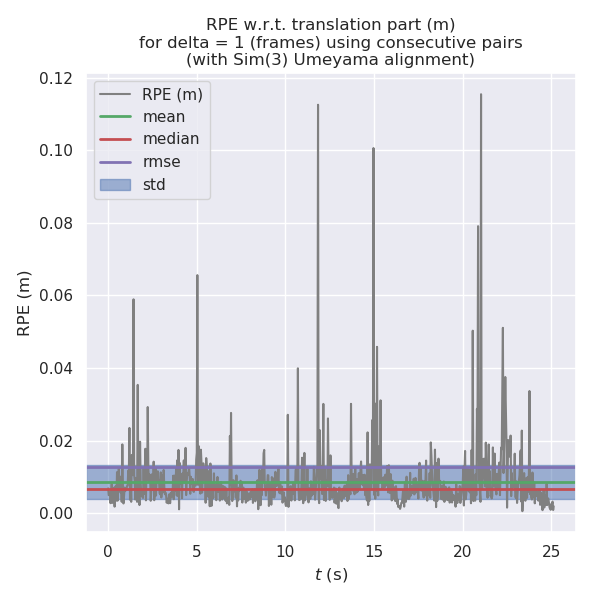 RPE w.r.t. translation part (m)
for delta = 1 (frames) using consecutive pairs
(with Sim(3) Umeyama alignment)
0.12
0.10
0.08
0.06
0.04
0.02
0.00
RPE (m)
RPE (m)
mean
median
rmse
std
0
5
10
15
20
25
t (s)